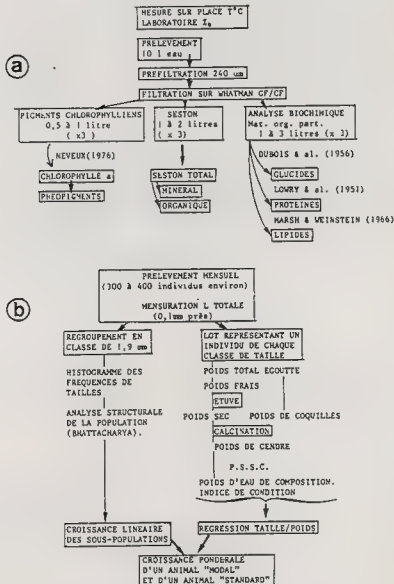 MESURE SUR PLACE T°C
LABORATOIRE I%
PRELEVEMENT
10 l eau
a
PREFILTRATION 240 um
FILTRATION SUR WHATMAN GF/CF
PIGMENTS CHLOROPHYLLIENS
0,5 à 1 litre
(x3)
SESTON
1 à 2 litres
( x 3)
ANALYSE BIOCHIMIQUE
Mat. org. part.
1 à 3 litres (x 3)
NEVEUX(1976)
CHLOROPHYLLE a
PHEOPIGMENTS
SESTON TOTAL
MINERAL
ORGANIQUE
DUBOIS & al. (1956)
GLUCIDES
LOWRY & al. (1951)
PROTEINES
MARSH & WEINSTEIN (1966)
LIPIDES
b
PRELEVEMENT MENSUEL
(300 à 400 individus environ)
MENSURATION L TOTALE
(0,1mm près)
REGROUPEMENT EN
CLASSE DE 1,9 mm
LOT REPRESENTANT UN
INDIVIDU DE CHAQUE
CLASSE DE TAILLE
HISTOGRAMME DES
FREQUENCES DE
TAILLES
ANALYSE STRUCTURALE
DE LA POPULATION
(BHATTACHARYA).
POIDS TOTAL EGOUTTE
POIDS FRAIS
ETUVE
POIDS SEC
POIDS DE COQUILLES
CALCINATION
POIDS DE CENDRE
P.S.S.C.
POIDS D'EAU DE COMPOSITION.
INDICE DE CONDITION
CROISSANCE LINEAIRE
DES SOUS-POPULATIONS
REGRESSION TAILLE/POIDS
CROISSANCE PONDERALE
D'UN ANIMAL "MODAL"
ET D'UN ANIMAL "STANDARD"